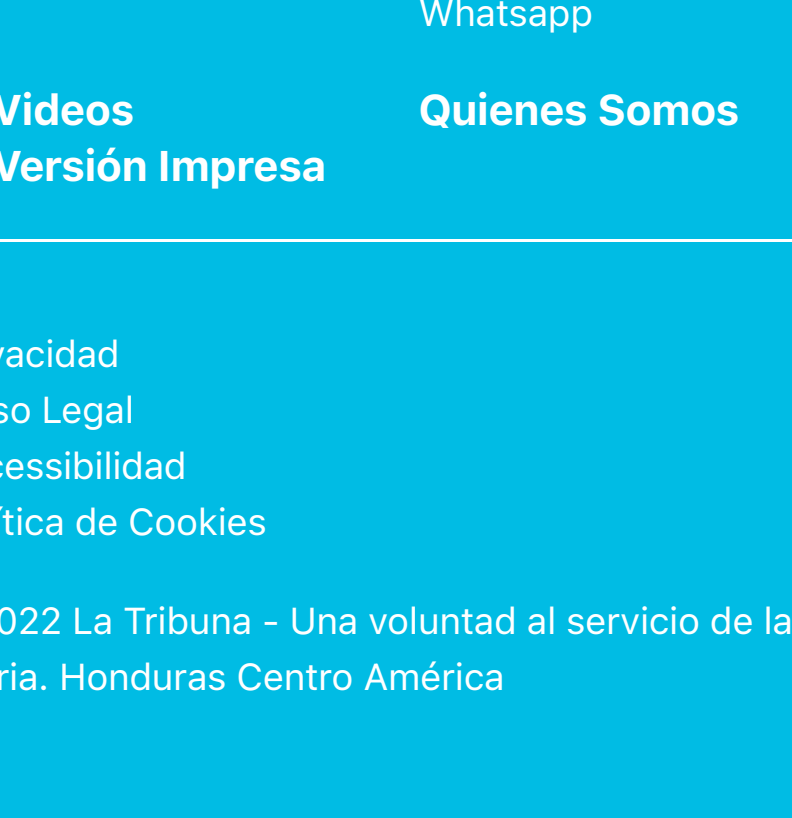 Whatsapp
Videos
Quienes Somos
Versión Impresa
vacidad
so Legal
cessibilidad
ítica de Cookies
022 La Tribuna - Una voluntad al servicio de la
ria. Honduras Centro América